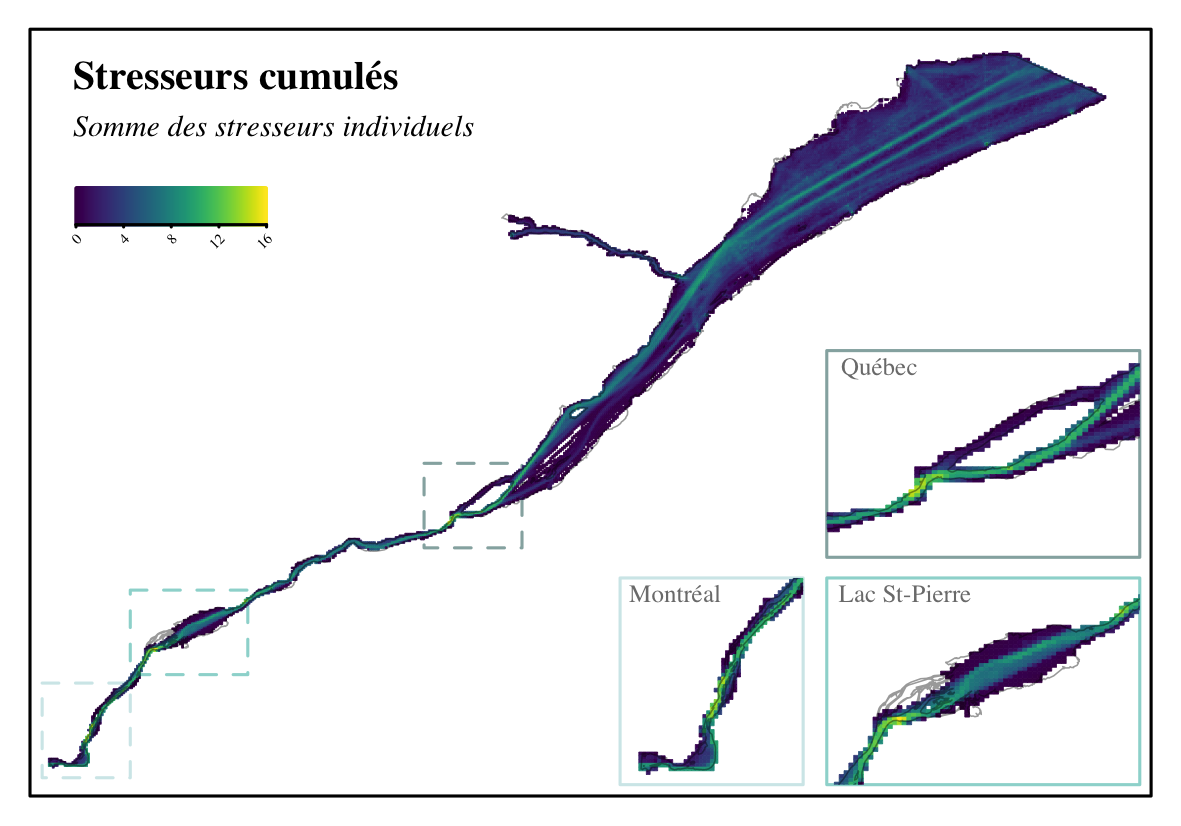 Stresseurs cumulés
Somme des stresseurs individuels
0 4 8 12 16
Québec
Montréal
Lac St-Pierre